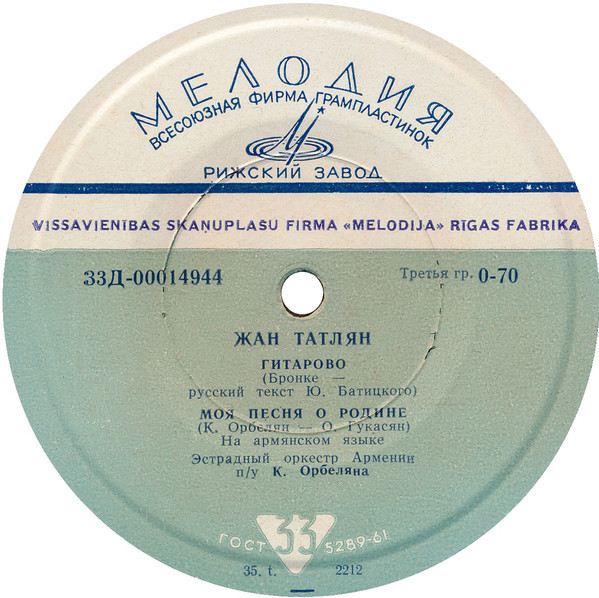 МЕЛОДИЯ
ВСЕСОЮЗНАЯ ФИРМА ГРАМПЛАСТИНОК
РИЖСКИЙ ЗАВОД
VISSAVIENĪBAS SKAŅUPLAŠU FIRMA «MELODIJA» RĪGAS FABRIKA
33Д-00014944
Третья гр. 0-70
ЖАН ТАТЛЯН
ГИТАРОВО
(Бронке —
русский текст Ю. Батицкого)
МОЯ ПЕСНЯ О РОДИНЕ
(К. Орбелян — О. Гукасян)
На армянском языке
Эстрадный оркестр Армении
п/у К. Орбеляна
ГОСТ 33 5289-61
35. t. 2212